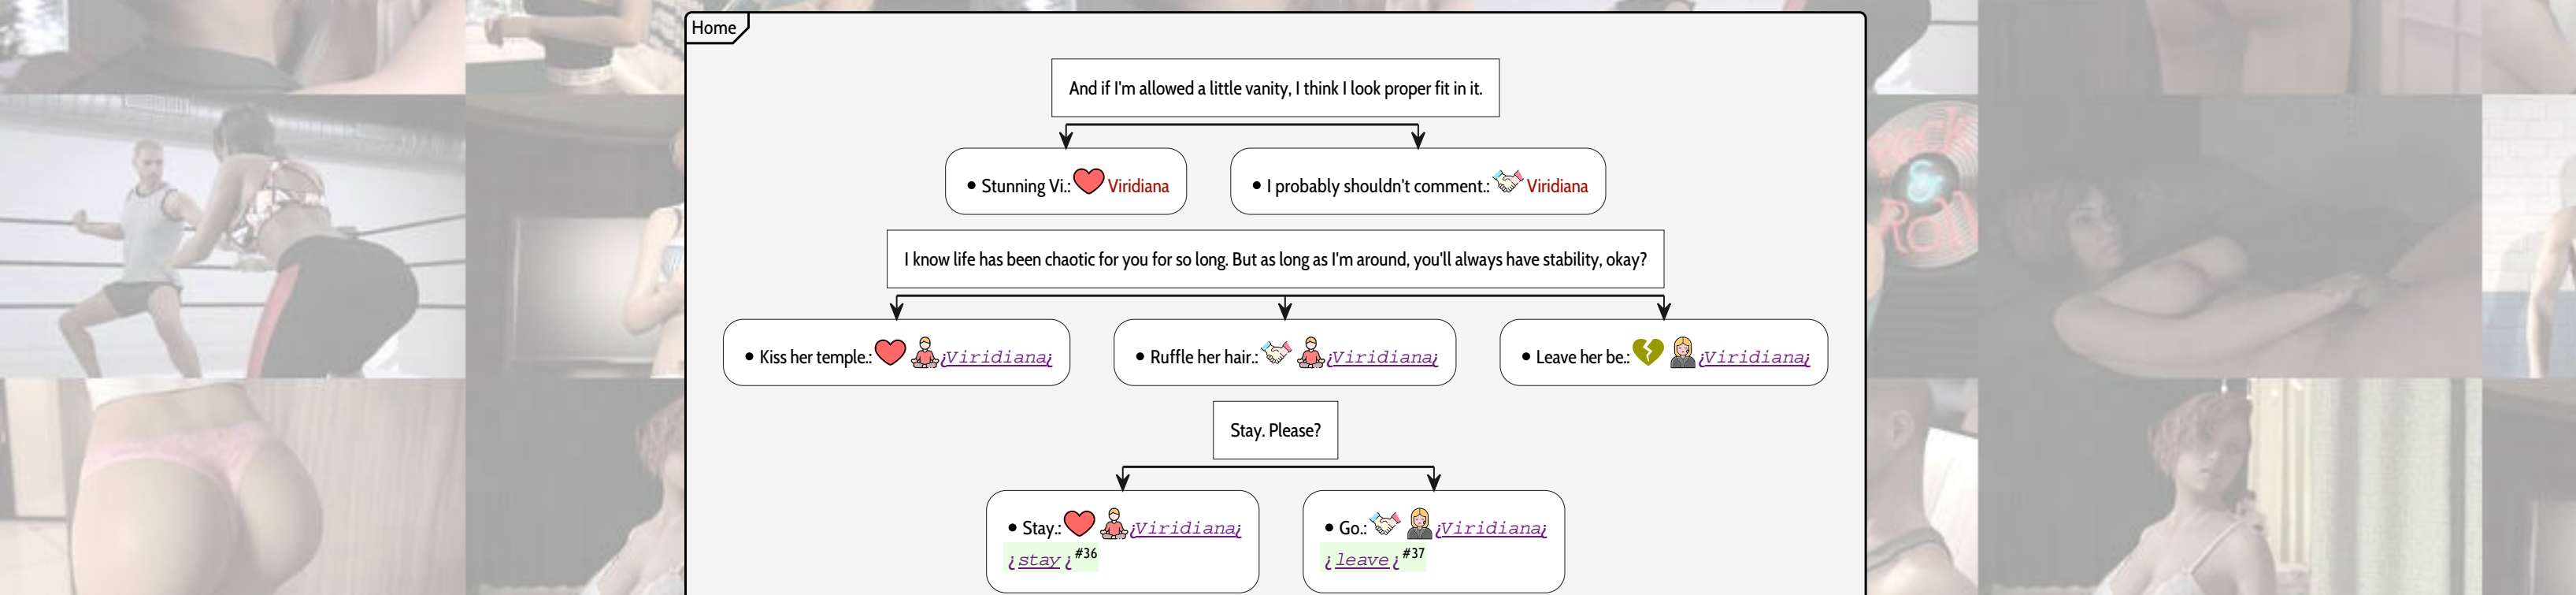 Home
And if I'm allowed a little vanity, I think I look proper fit in it.
• Stunning Vi.: Viridiana
• I probably shouldn't comment.: Viridiana
I know life has been chaotic for you for so long. But as long as I'm around, you'll always have stability, okay?
• Kiss her temple.: ¿Viridiana¿
• Ruffle her hair.: ¿Viridiana¿
• Leave her be.: ¿Viridiana¿
Stay. Please?
• Stay.: ¿Viridiana¿
¿stay¿#36
• Go.: ¿Viridiana¿
¿leave¿#37
Rock
&
Roll